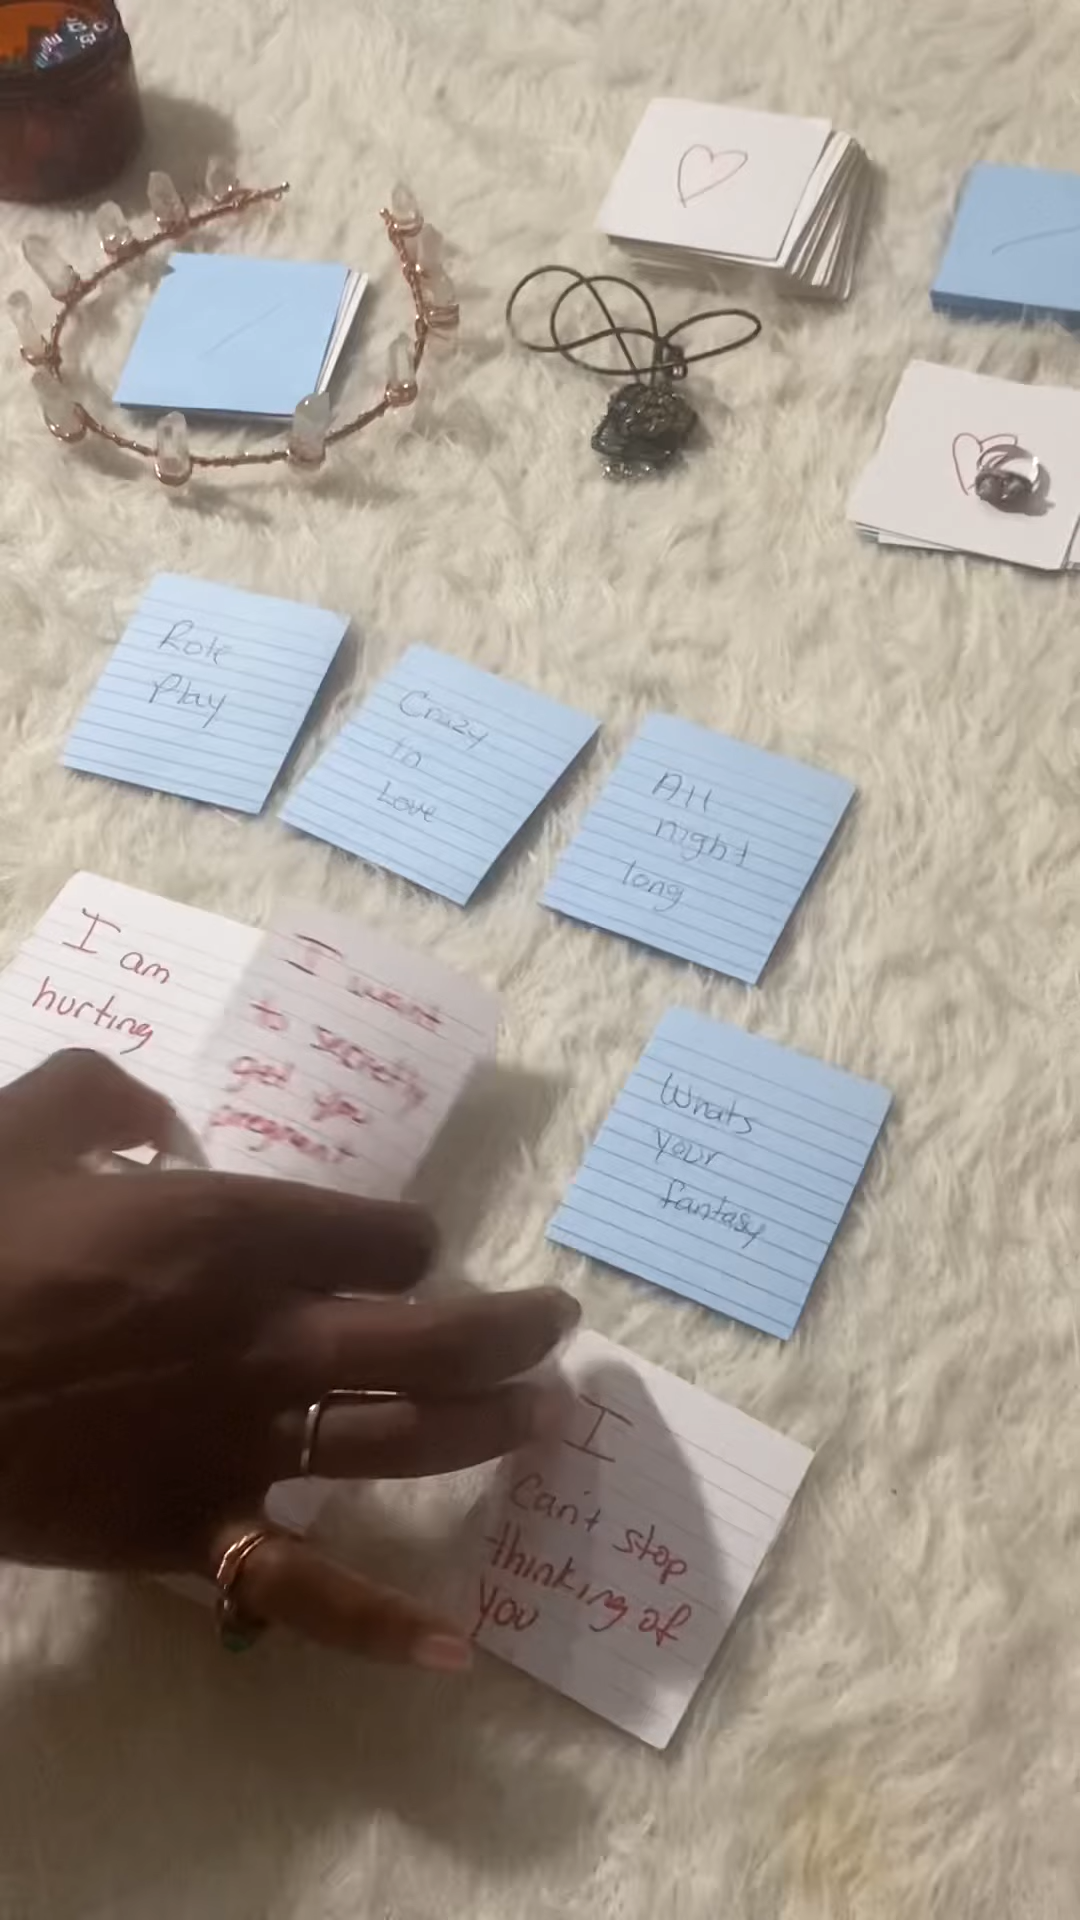 Role
Play
Crazy
to
Love
All
night
long
I am
hurting
I want
to secretly
get you
pregnant
Whats
your
fantasy
I
Can't stop
thinking of
you